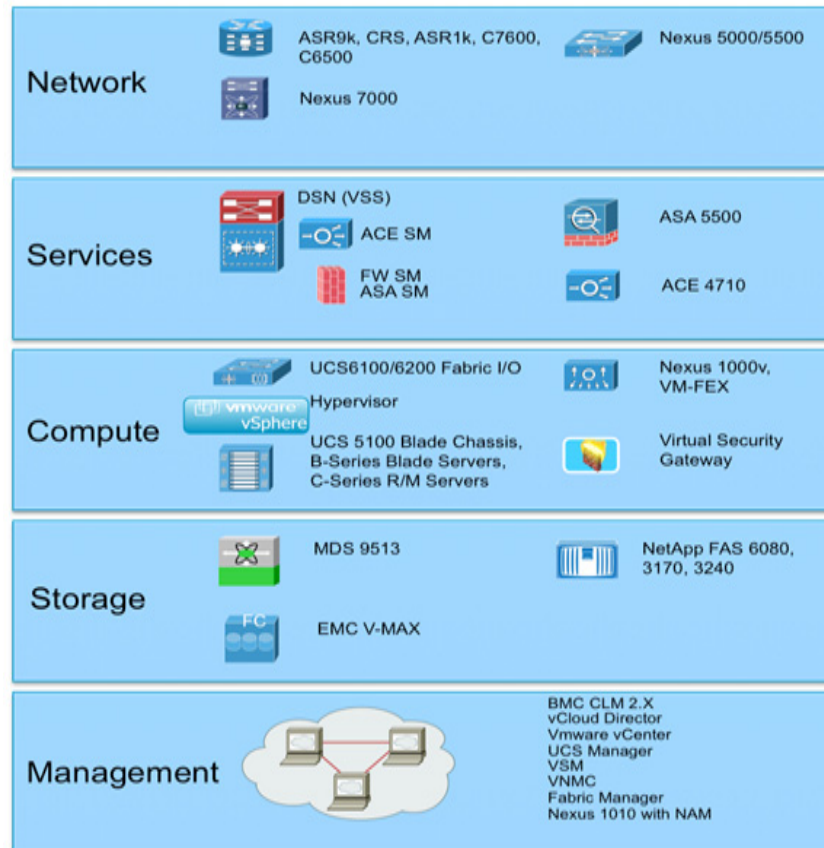 Network
ASR9k, CRS, ASR1k, C7600,
C6500
Nexus 5000/5500
Nexus 7000
Services
DSN (VSS)
ACE SM
FW SM
ASA SM
ASA 5500
ACE 4710
Compute
UCS6100/6200 Fabric I/O
vmware
vSphere
Hypervisor
UCS 5100 Blade Chassis,
B-Series Blade Servers,
C-Series R/M Servers
Nexus 1000v,
VM-FEX
Virtual Security
Gateway
Storage
MDS 9513
FC
EMC V-MAX
NetApp FAS 6080,
3170, 3240
Management
BMC CLM 2.X
vCloud Director
Vmware vCenter
UCS Manager
VSM
VNMC
Fabric Manager
Nexus 1010 with NAM